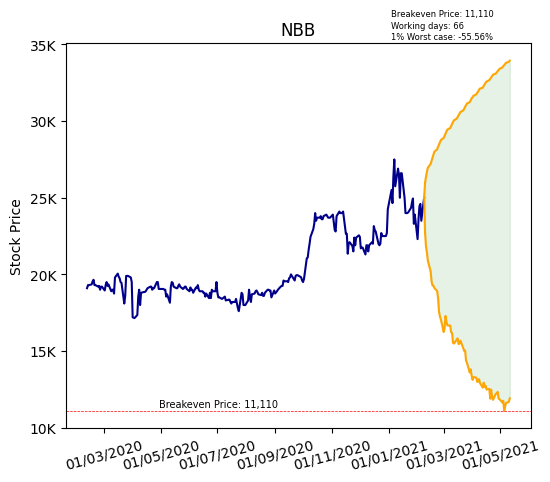 Breakeven Price: 11,110
Working days: 66
1% Worst case: -55.56%
NBB
35K
30K
25K
20K
15K
10K
Stock Price
Breakeven Price: 11,110
01/03/2020
01/05/2020
01/07/2020
01/09/2020
01/11/2020
01/01/2021
01/03/2021
01/05/2021